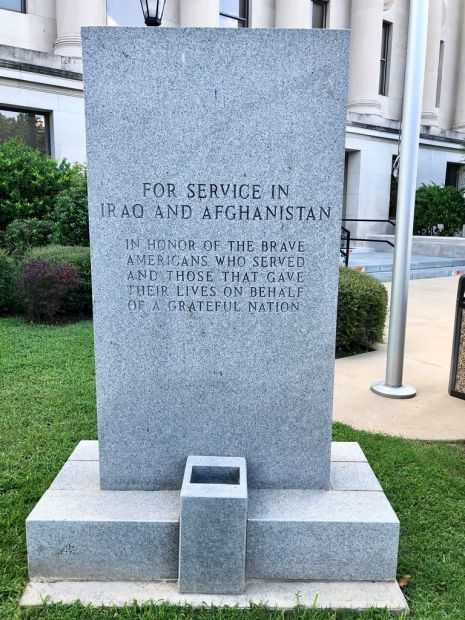 FOR SERVICE IN
IRAQ AND AFGHANISTAN
IN HONOR OF THE BRAVE
AMERICANS WHO SERVED
AND THOSE THAT GAVE
THEIR LIVES ON BEHALF
OF A GRATEFUL NATION